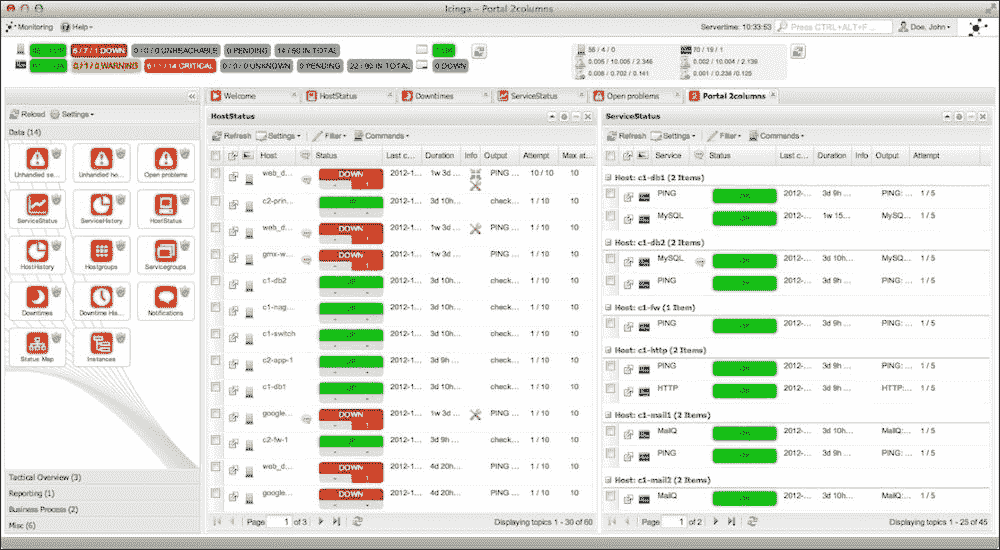 Icinga – Portal 2columns
Monitoring Help Servertime: 10:33:53 Press CTRL+ALT+F ... Doe, John
6 / 7 / 1 DOWN 0 / 0 / 0 UNREACHABLE 0 PENDING 14 / 60 IN TOTAL
0 / 1 / 0 WARNING 6 / 1 / 14 CRITICAL 0 / 0 / 0 UNKNOWN 0 PENDING 22 / 90 IN TOTAL 0 DOWN
56 / 4 / 0 70 / 19 / 1
0.005 / 10.005 / 2.346 0.002 / 10.004 / 2.139
0.008 / 0.702 / 0.141 0.001 / 0.236 /0.125
Welcome HostStatus Downtimes ServiceStatus Open problems Portal 2columns
Reload Settings
Data (14)
Unhandled se... Unhandled ho... Open problems
ServiceStatus ServiceHistory HostStatus
HostHistory Hostgroups Servicegroups
Downtimes Downtime His... Notifications
Status Map Instances
Tactical Overview (3)
Reporting (1)
Business Process (2)
Misc (6)
HostStatus
Refresh Settings Filter Commands
Host Status Last c... Duration Info Output Attempt Max at...
web_d... DOWN 2012-1... 1w 3d ... PING ... 10 / 10 10
c2-prin... UP 2012-1... 3d 10h... check... 1 / 10 10
web_d... DOWN 2012-1... 1w 3d ... PING ... 1 / 10 10
gmx-w... DOWN 2012-1... 1w 3d ... PING ... 1 / 10 10
c1-db2 UP 2012-1... 3d 10h... check... 1 / 10 10
c1-nag... UP 2012-1... 3d 10h... check... 1 / 10 10
c1-switch UP 2012-1... 3d 10h... check... 1 / 10 10
c2-app-1 UP 2012-1... 3d 9h ... check... 1 / 10 10
c1-db1 UP 2012-1... 3d 10h... check... 1 / 10 10
google... DOWN 2012-1... 1w 3d ... PING ... 1 / 10 10
c2-fw-1 UP 2012-1... 3d 9h ... check... 1 / 10 10
web_d... DOWN 2012-1... 4d 20h... PING ... 1 / 10 10
google... DOWN 2012-1... 4d 20h... PING ... 1 / 10 10
Page 1 of 3 Displaying topics 1 - 30 of 60
ServiceStatus
Refresh Settings Filter Commands
Service Status Last c... Duration Info Output Attempt
Host: c1-db1 (2 Items)
PING 2012-... 3d 9h ... PING: ... 1 / 5
MySQL 2012-... 1w 15... MySQ... 1 / 5
Host: c1-db2 (2 Items)
MySQL 2012-... 3d 10h... MySQ... 1 / 5
PING 2012-... 3d 9h ... PING: ... 1 / 5
Host: c1-fw (1 Item)
PING 2012-... 3d 9h ... PING: ... 1 / 5
Host: c1-http (2 Items)
PING 2012-... 3d 9h ... PING: ... 1 / 5
HTTP 2012-... 3d 9h ... HTTP:... 1 / 5
Host: c1-mail1 (2 Items)
MailQ 2012-... 3d 10h... MailQ:... 1 / 5
PING 2012-... 3d 9h ... PING: ... 1 / 5
Host: c1-mail2 (2 Items)
MailQ 2012-... 3d 10h... MailQ:... 1 / 5
Page 1 of 2 Displaying topics 1 - 25 of 45